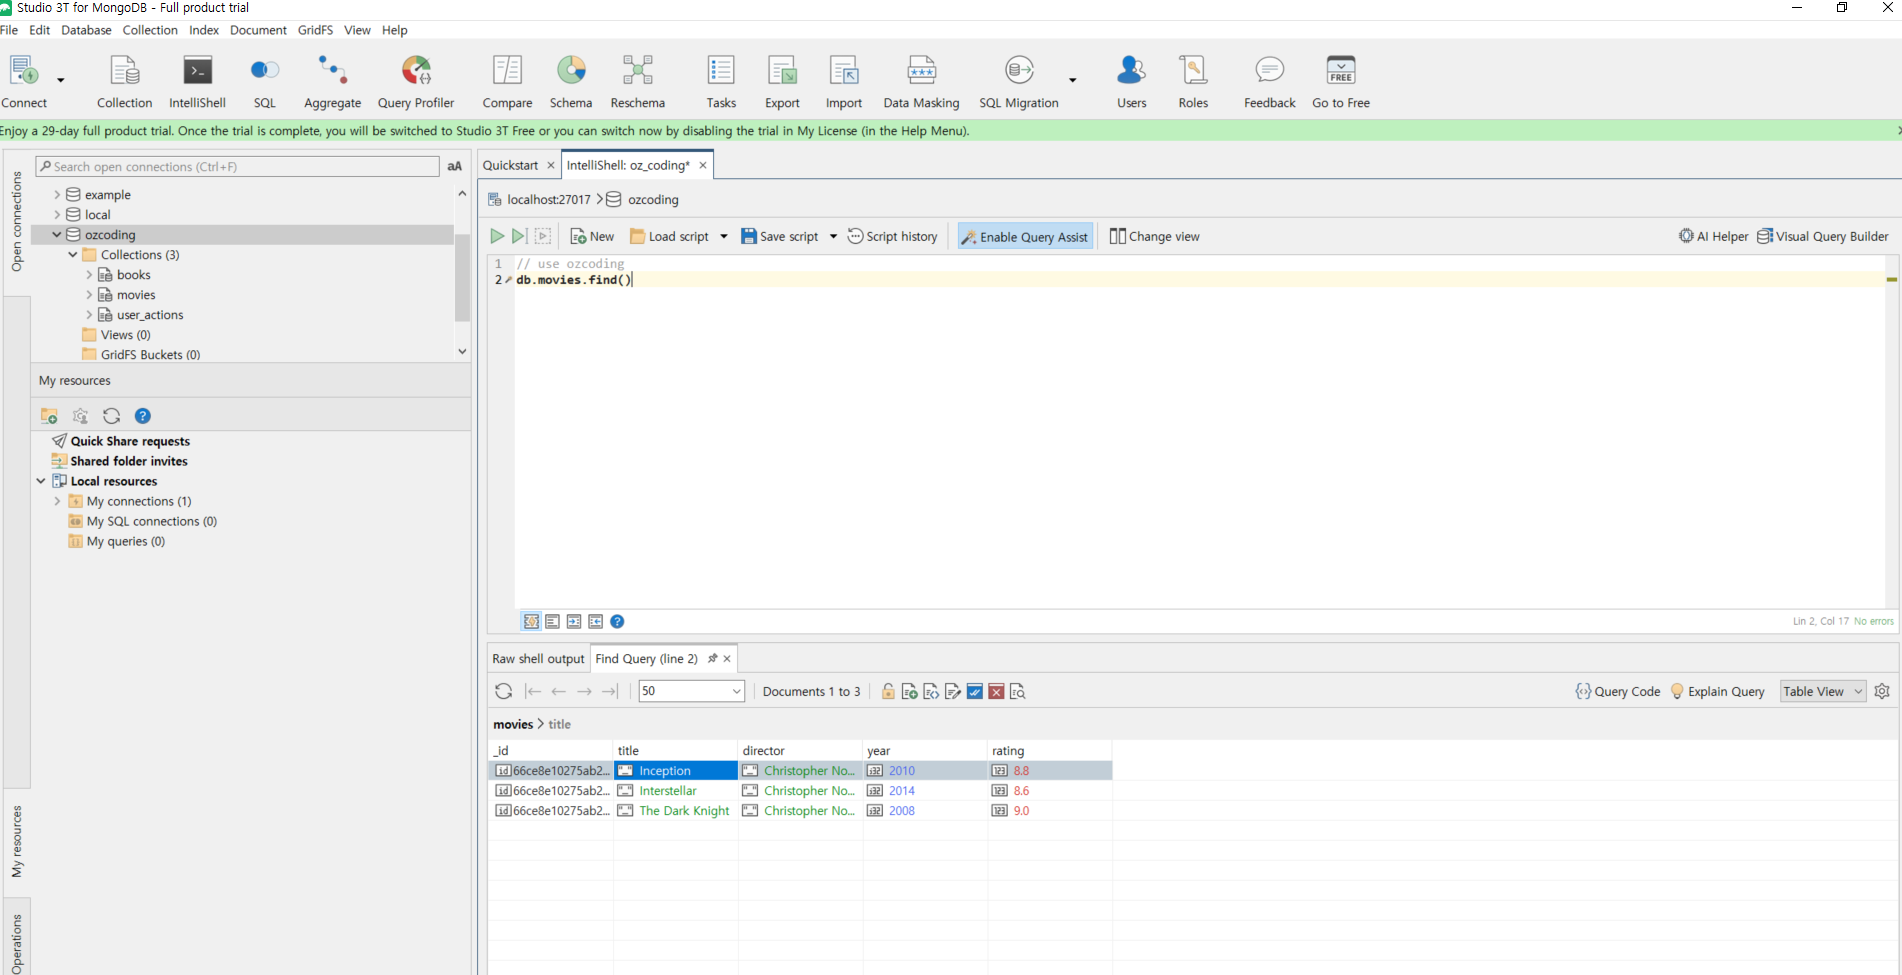 Studio 3T for MongoDB - Full product trial
File Edit Database Collection Index Document GridFS View Help
Connect Collection IntelliShell SQL Aggregate Query Profiler Compare Schema Reschema Tasks Export Import Data Masking SQL Migration Users Roles Feedback Go to Free
Enjoy a 29-day full product trial. Once the trial is complete, you will be switched to Studio 3T Free or you can switch now by disabling the trial in My License (in the Help Menu).
Open connections
Search open connections (Ctrl+F) aA
example
local
ozcoding
Collections (3)
books
movies
user_actions
Views (0)
GridFS Buckets (0)
My resources
Quick Share requests
Shared folder invites
Local resources
My connections (1)
My SQL connections (0)
My queries (0)
My resources
Operations
Quickstart IntelliShell: oz_coding*
localhost:27017 > ozcoding
New Load script Save script Script history Enable Query Assist Change view AI Helper Visual Query Builder
1 // use ozcoding
2 db.movies.find()
Lin 2, Col 17 No errors
Raw shell output Find Query (line 2)
50 Documents 1 to 3 Query Code Explain Query Table View
movies > title
_id title director year rating
66ce8e10275ab2... Inception Christopher No... 2010 8.8
66ce8e10275ab2... Interstellar Christopher No... 2014 8.6
66ce8e10275ab2... The Dark Knight Christopher No... 2008 9.0